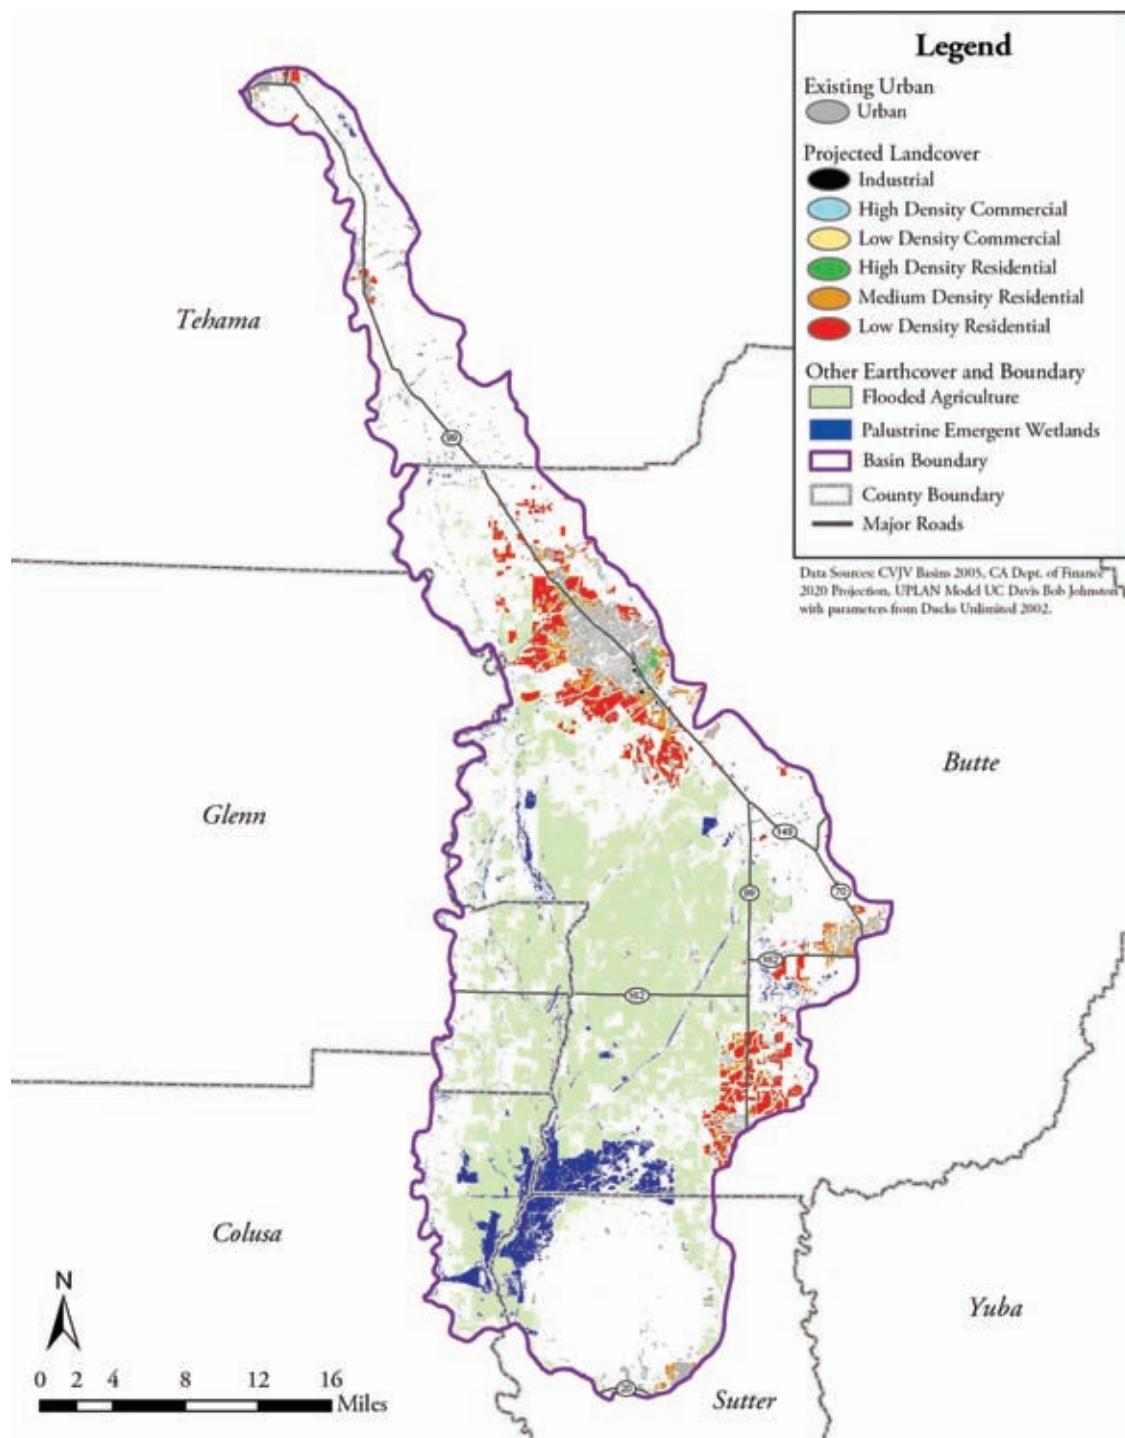 Legend
Existing Urban
Urban
Projected Landcover
Industrial
High Density Commercial
Low Density Commercial
High Density Residential
Medium Density Residential
Low Density Residential
Other Earthcover and Boundary
Flooded Agriculture
Palustrine Emergent Wetlands
Basin Boundary
County Boundary
Major Roads
Data Sources: CVJV Basins 2005, CA Dept. of Finance
2020 Projection, UPLAN Model UC Davis Bob Johnston
with parameters from Ducks Unlimited 2002.
Tehama
99
Butte
Glenn
149
99
70
162
162
Colusa
Yuba
N
0 2 4 8 12 16
Miles
20
Sutter